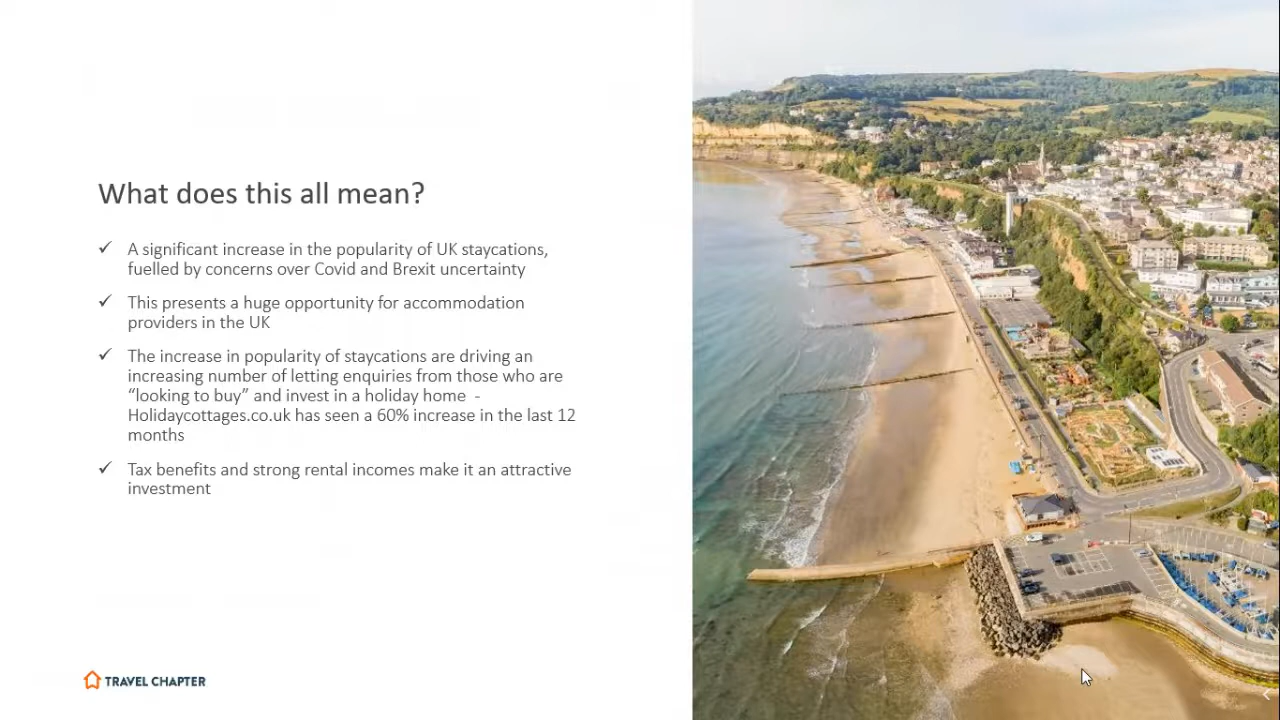 What does this all mean?
✓ A significant increase in the popularity of UK staycations,
fuelled by concerns over Covid and Brexit uncertainty
✓ This presents a huge opportunity for accommodation
providers in the UK
✓ The increase in popularity of staycations are driving an
increasing number of letting enquiries from those who are
“looking to buy” and invest in a holiday home -
Holidaycottages.co.uk has seen a 60% increase in the last 12
months
✓ Tax benefits and strong rental incomes make it an attractive
investment
TRAVEL CHAPTER